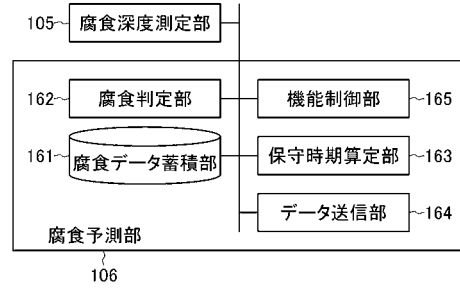 105 腐食深度測定部
162 腐食判定部 機能制御部 165
161 腐食データ蓄積部 保守時期算定部 163
データ送信部 164
腐食予測部
106